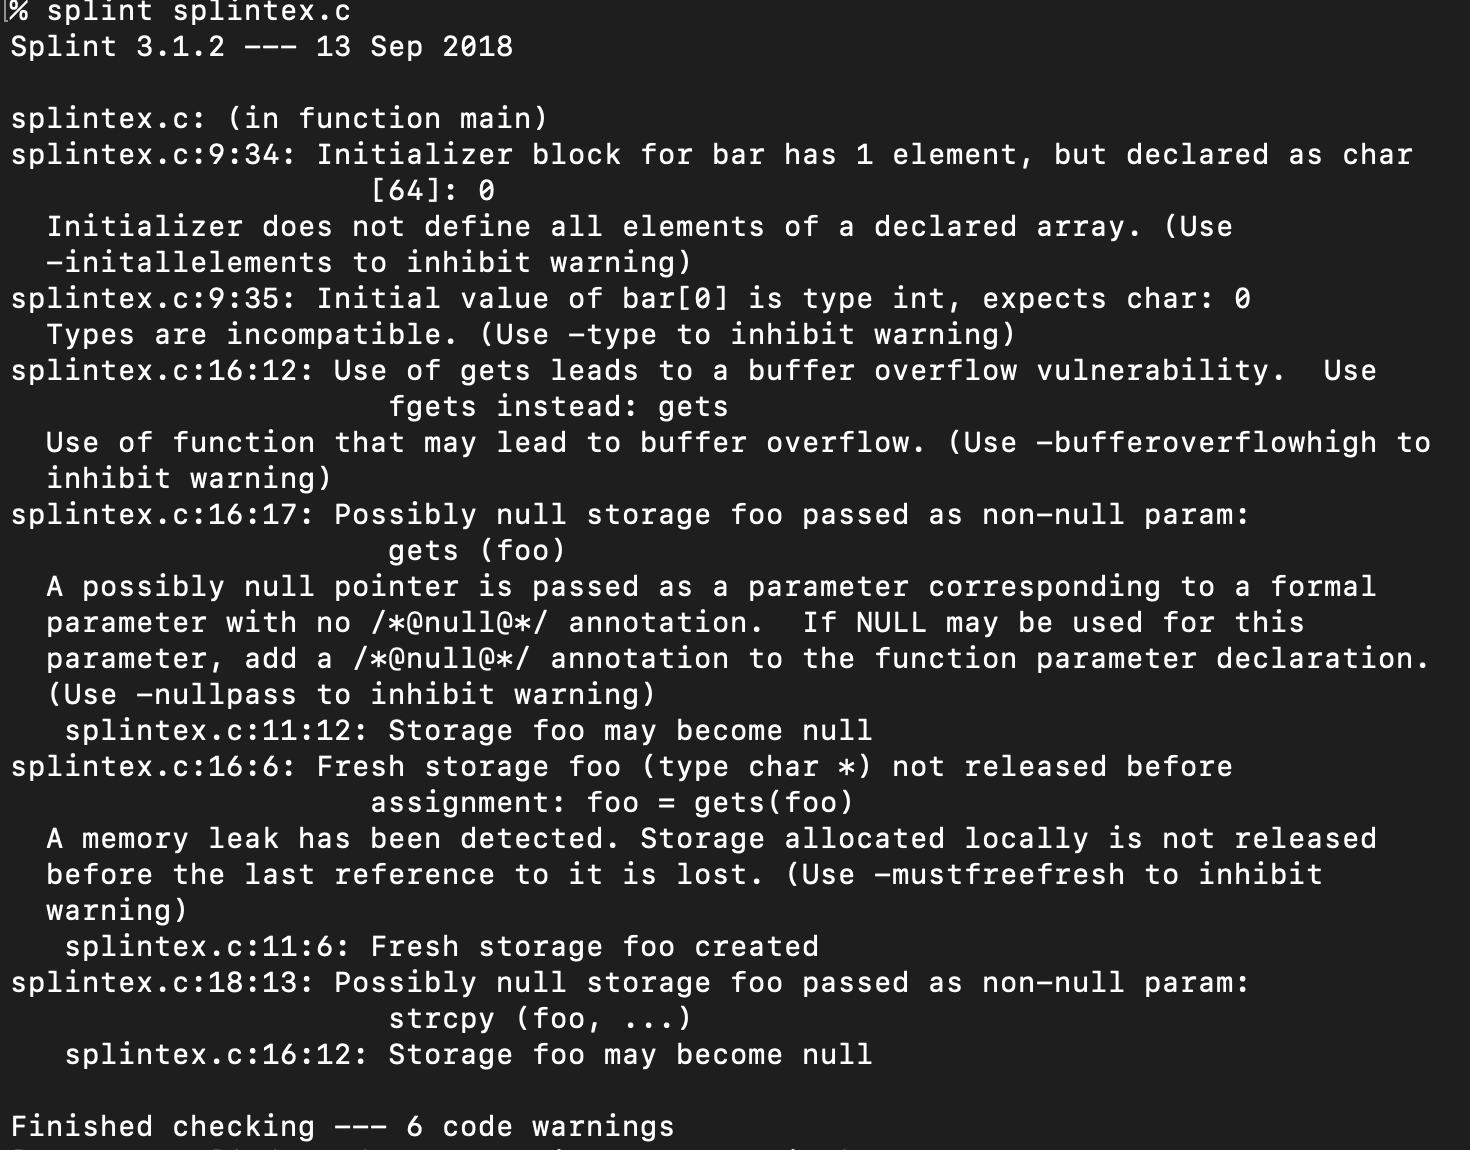 % splint splintex.c
Splint 3.1.2 --- 13 Sep 2018
splintex.c: (in function main)
splintex.c:9:34: Initializer block for bar has 1 element, but declared as char
[64]: 0
Initializer does not define all elements of a declared array. (Use
-initallelements to inhibit warning)
splintex.c:9:35: Initial value of bar[0] is type int, expects char: 0
Types are incompatible. (Use -type to inhibit warning)
splintex.c:16:12: Use of gets leads to a buffer overflow vulnerability.  Use
fgets instead: gets
Use of function that may lead to buffer overflow. (Use -bufferoverflowhigh to
inhibit warning)
splintex.c:16:17: Possibly null storage foo passed as non-null param:
gets (foo)
A possibly null pointer is passed as a parameter corresponding to a formal
parameter with no /*@null@*/ annotation.  If NULL may be used for this
parameter, add a /*@null@*/ annotation to the function parameter declaration.
(Use -nullpass to inhibit warning)
splintex.c:11:12: Storage foo may become null
splintex.c:16:6: Fresh storage foo (type char *) not released before
assignment: foo = gets(foo)
A memory leak has been detected. Storage allocated locally is not released
before the last reference to it is lost. (Use -mustfreefresh to inhibit
warning)
splintex.c:11:6: Fresh storage foo created
splintex.c:18:13: Possibly null storage foo passed as non-null param:
strcpy (foo, ...)
splintex.c:16:12: Storage foo may become null
Finished checking --- 6 code warnings